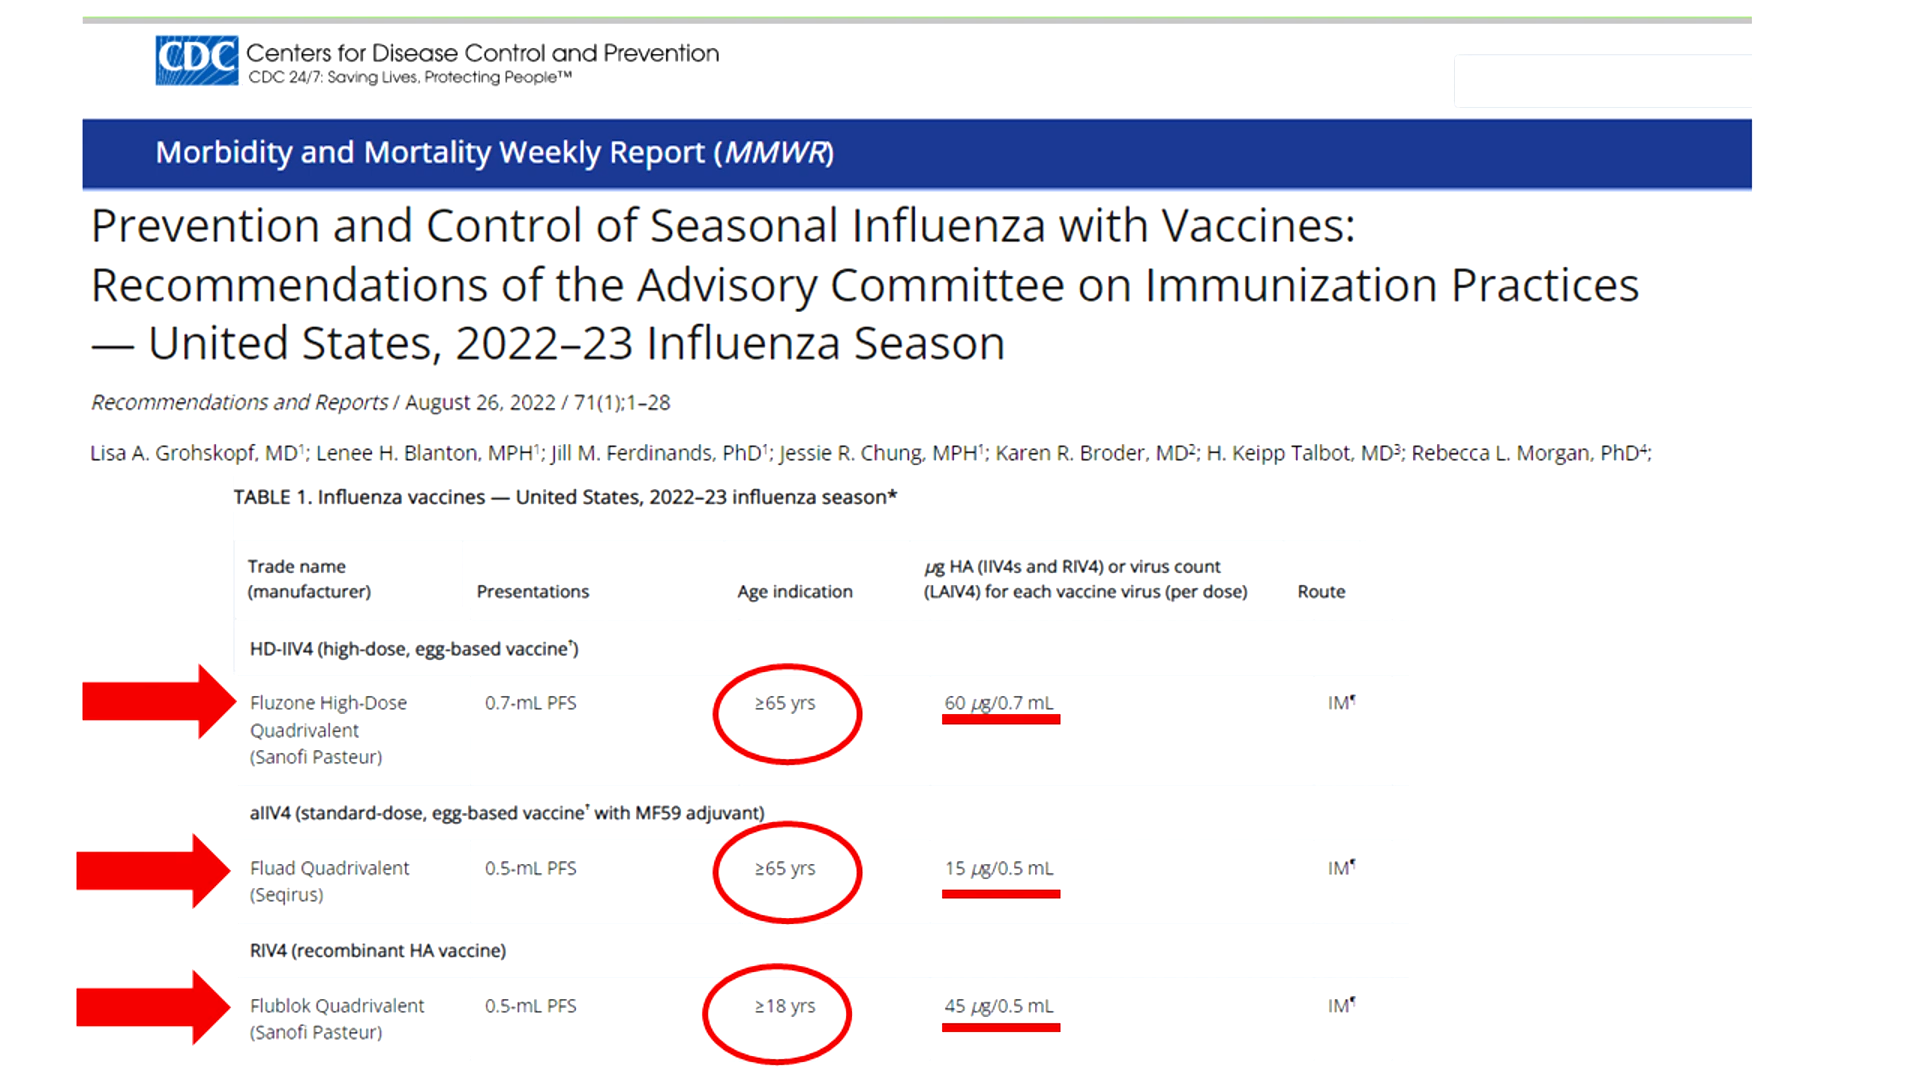 CDC Centers for Disease Control and Prevention
CDC 24/7: Saving Lives, Protecting People™
Morbidity and Mortality Weekly Report (MMWR)
Prevention and Control of Seasonal Influenza with Vaccines:
Recommendations of the Advisory Committee on Immunization Practices
— United States, 2022–23 Influenza Season
Recommendations and Reports / August 26, 2022 / 71(1);1–28
Lisa A. Grohskopf, MD¹; Lenee H. Blanton, MPH¹; Jill M. Ferdinands, PhD¹; Jessie R. Chung, MPH¹; Karen R. Broder, MD²; H. Keipp Talbot, MD³; Rebecca L. Morgan, PhD⁴;
TABLE 1. Influenza vaccines — United States, 2022–23 influenza season*
Trade name
(manufacturer) Presentations Age indication µg HA (IIV4s and RIV4) or virus count
(LAIV4) for each vaccine virus (per dose) Route
HD-IIV4 (high-dose, egg-based vaccine†)
Fluzone High-Dose 0.7-mL PFS ≥65 yrs 60 µg/0.7 mL IM¶
Quadrivalent
(Sanofi Pasteur)
aIIV4 (standard-dose, egg-based vaccine† with MF59 adjuvant)
Fluad Quadrivalent 0.5-mL PFS ≥65 yrs 15 µg/0.5 mL IM¶
(Seqirus)
RIV4 (recombinant HA vaccine)
Flublok Quadrivalent 0.5-mL PFS ≥18 yrs 45 µg/0.5 mL IM¶
(Sanofi Pasteur)